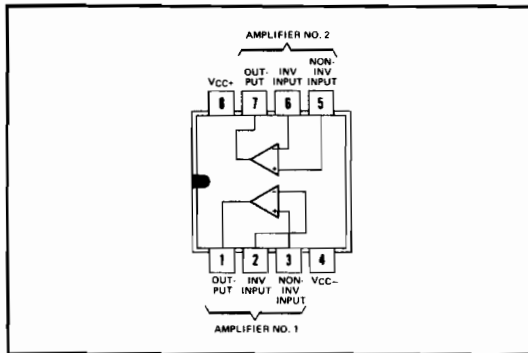 AMPLIFIER NO. 2
VCC+ OUT- PUT INV INPUT NON- INV INPUT
8 7 6 5
- +
- +
1 2 3 4
OUT- PUT INV INPUT NON- INV INPUT VCC-
AMPLIFIER NO. 1